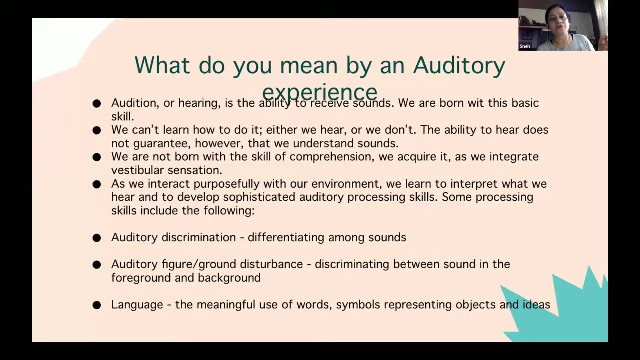 What do you mean by an Auditory
experience
● Audition, or hearing, is the ability to receive sounds. We are born wit this basic
skill.
● We can't learn how to do it; either we hear, or we don't. The ability to hear does
not guarantee, however, that we understand sounds.
● We are not born with the skill of comprehension, we acquire it, as we integrate
vestibular sensation.
● As we interact purposefully with our environment, we learn to interpret what we
hear and to develop sophisticated auditory processing skills. Some processing
skills include the following:
● Auditory discrimination - differentiating among sounds
● Auditory figure/ground disturbance - discriminating between sound in the
foreground and background
● Language - the meaningful use of words, symbols representing objects and ideas